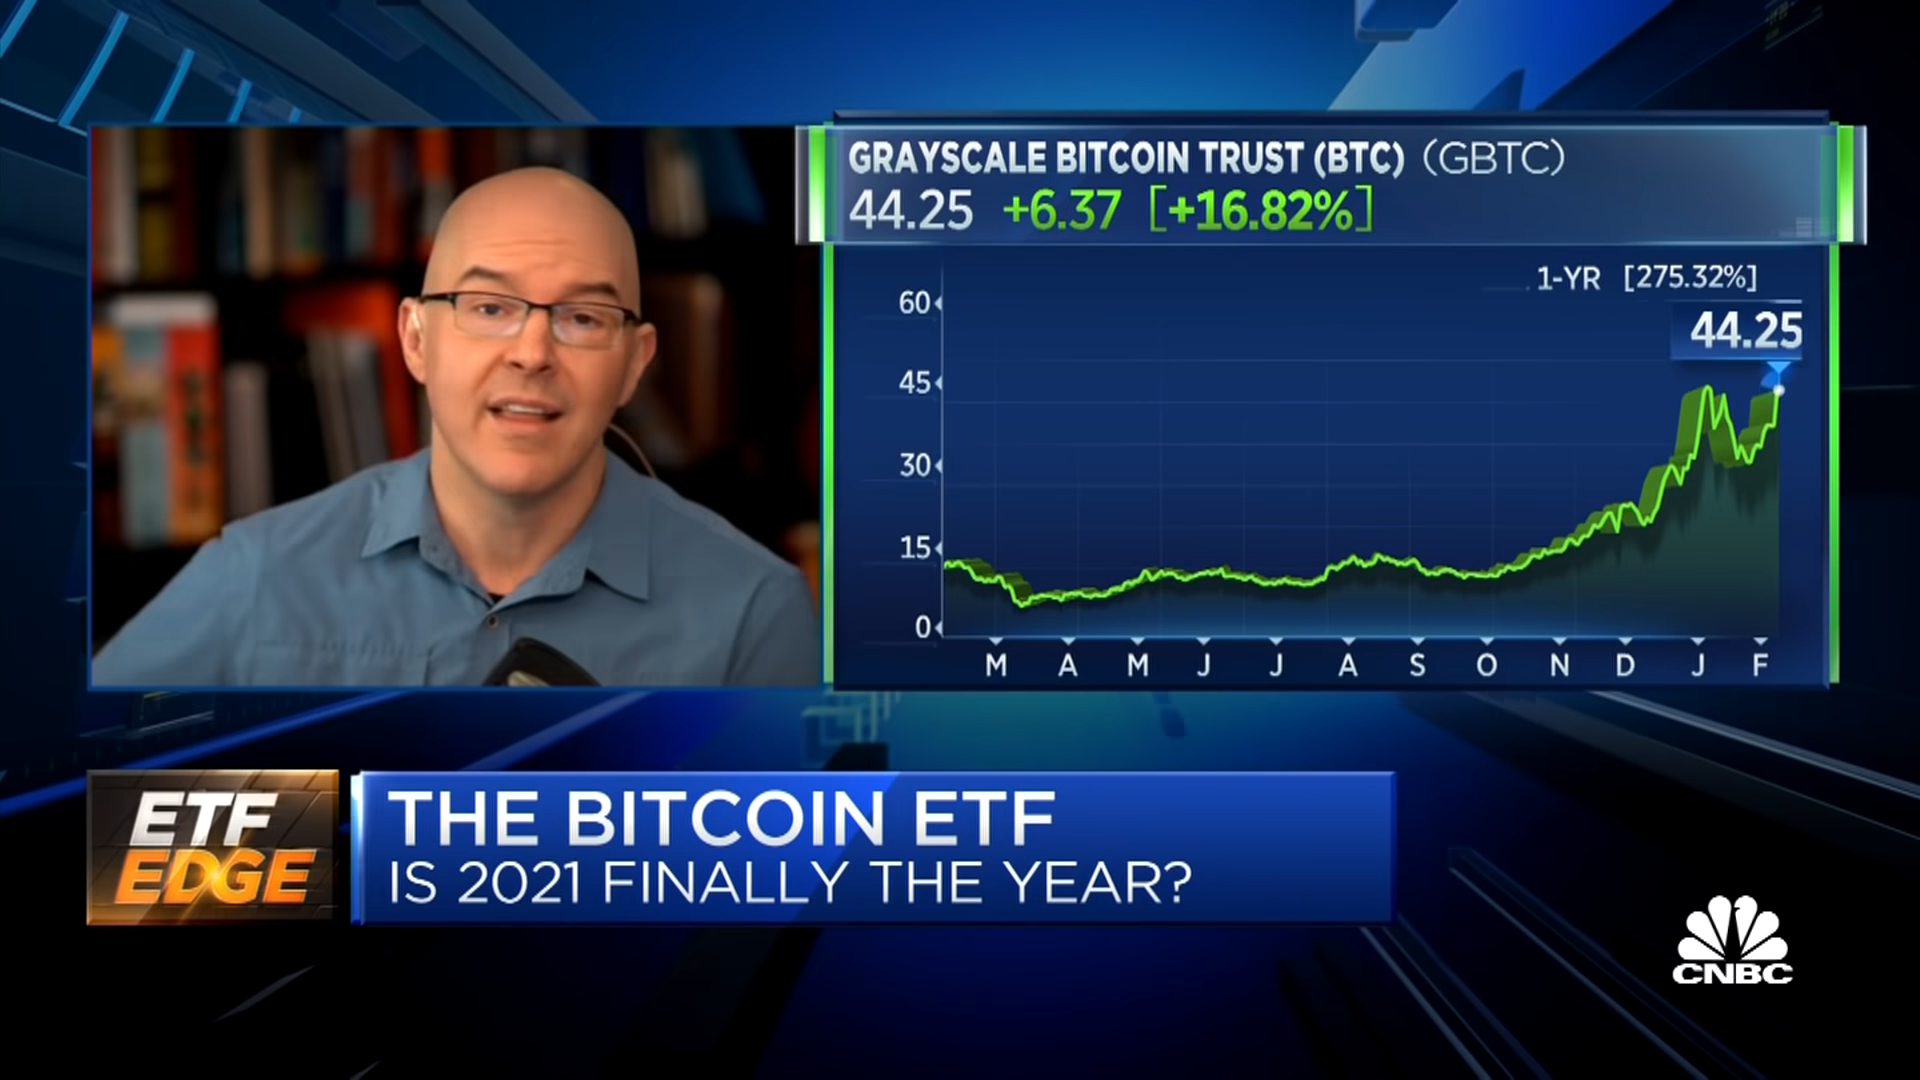 GRAYSCALE BITCOIN TRUST (BTC) (GBTC)
44.25 +6.37 [+16.82%]
1-YR [275.32%]
44.25
60
45
30
15
0
M A M J J A S O N D J F
ETF
EDGE
THE BITCOIN ETF
IS 2021 FINALLY THE YEAR?
CNBC